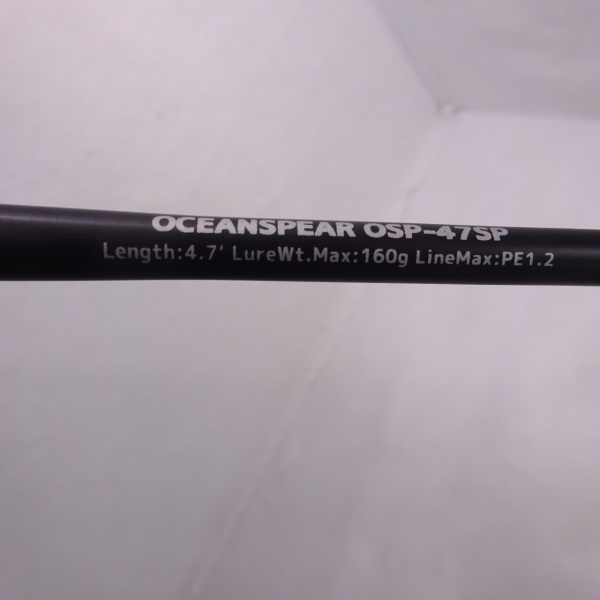 OCEANSPEAR OSP-47SP
Length:4.7' LureWt.Max:160g LineMax:PE1.2